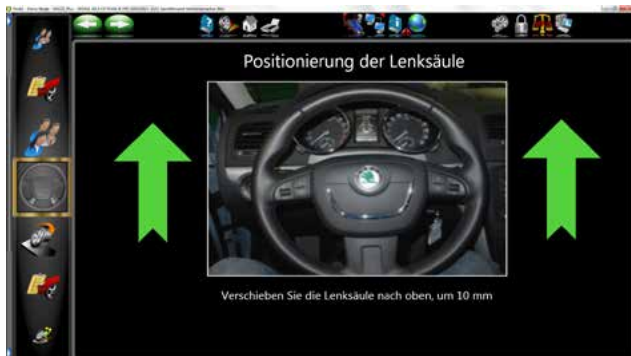 Positionierung der Lenksäule
Verschieben Sie die Lenksäule nach oben, um 10 mm